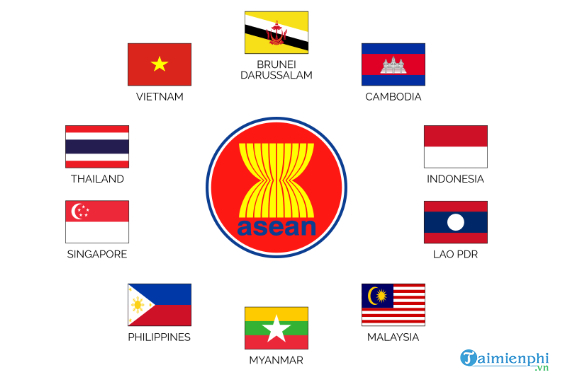 BRUNEI
DARUSSALAM
VIETNAM
CAMBODIA
THAILAND
INDONESIA
asean
SINGAPORE
LAO PDR
PHILIPPINES
MALAYSIA
MYANMAR
Taimienphi
.vn